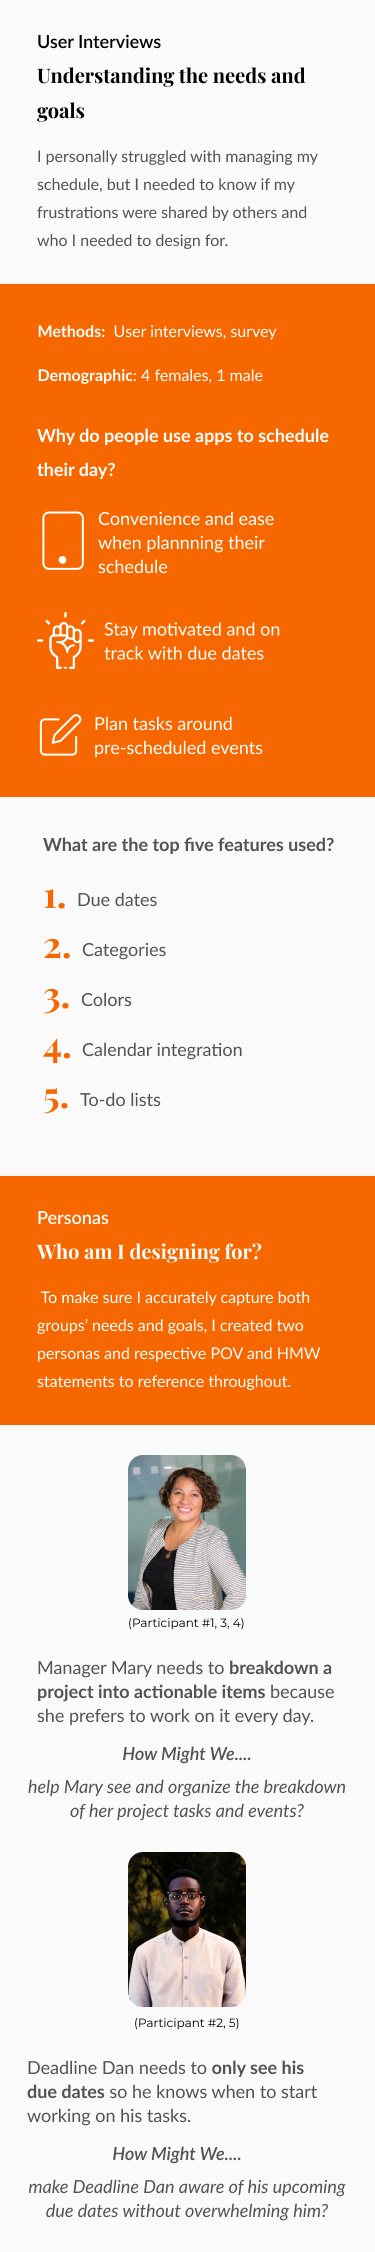 User Interviews
Understanding the needs and
goals
I personally struggled with managing my
schedule, but I needed to know if my
frustrations were shared by others and
who I needed to design for.
Methods: User interviews, survey
Demographic: 4 females, 1 male
Why do people use apps to schedule
their day?
Convenience and ease
when plannning their
schedule
Stay motivated and on
track with due dates
Plan tasks around
pre-scheduled events
What are the top five features used?
1. Due dates
2. Categories
3. Colors
4. Calendar integration
5. To-do lists
Personas
Who am I designing for?
To make sure I accurately capture both
groups' needs and goals, I created two
personas and respective POV and HMW
statements to reference throughout.
(Participant #1, 3, 4)
Manager Mary needs to breakdown a
project into actionable items because
she prefers to work on it every day.
How Might We....
help Mary see and organize the breakdown
of her project tasks and events?
(Participant #2, 5)
Deadline Dan needs to only see his
due dates so he knows when to start
working on his tasks.
How Might We....
make Deadline Dan aware of his upcoming
due dates without overwhelming him?